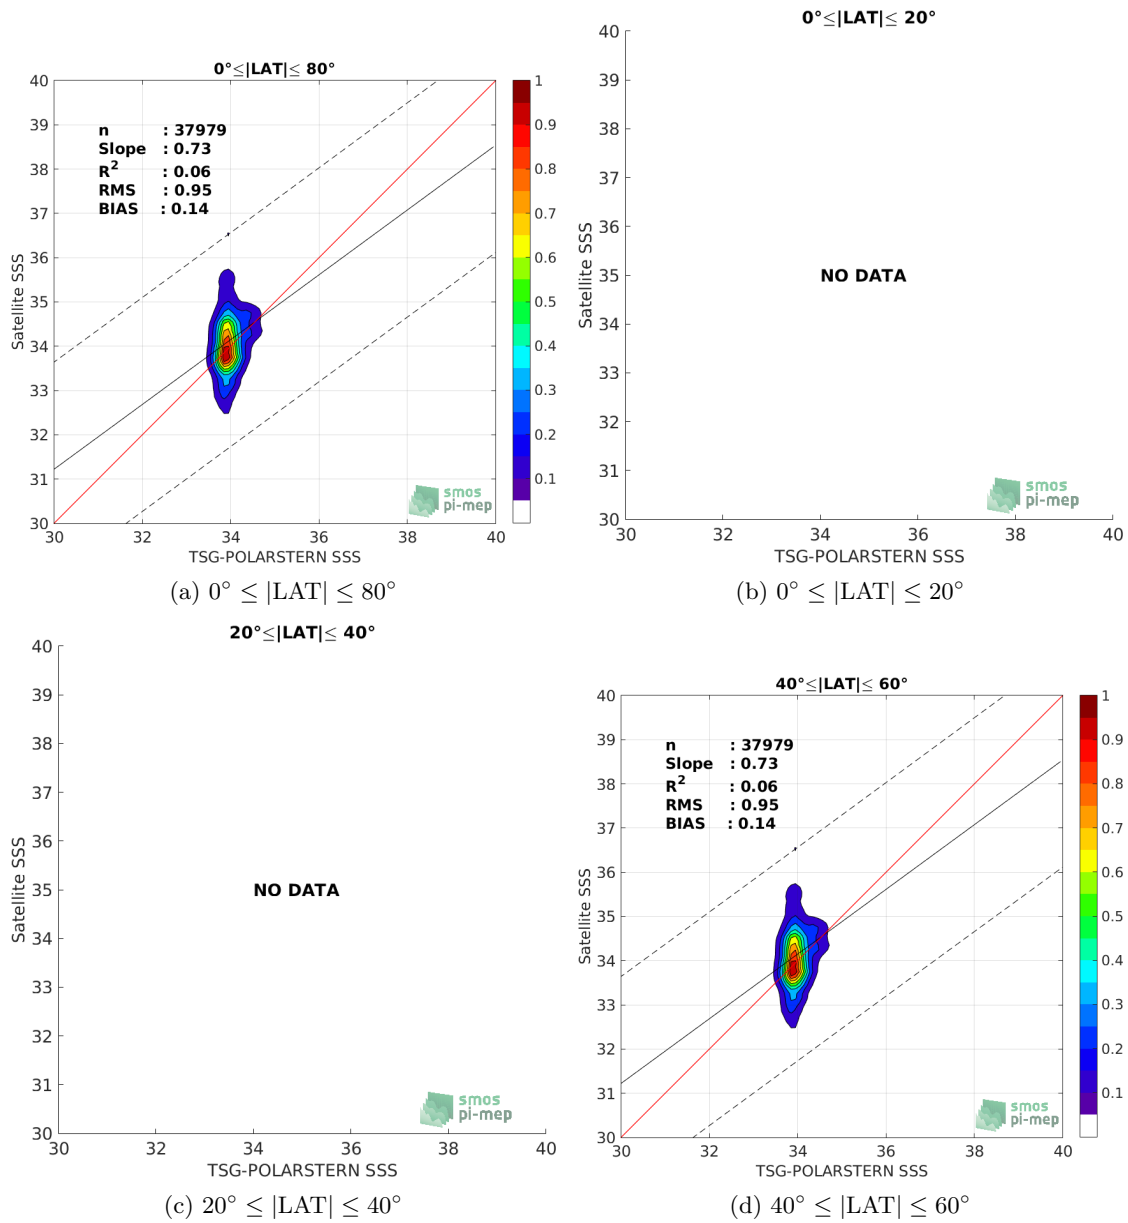 0°≤|LAT|≤ 80°
40
39
38
37
36
35
34
33
32
31
30
Satellite SSS
n : 37979
Slope : 0.73
R2 : 0.06
RMS : 0.95
BIAS : 0.14
smos
pi-mep
30 32 34 36 38 40
TSG-POLARSTERN SSS
1
0.9
0.8
0.7
0.6
0.5
0.4
0.3
0.2
0.1
(a) 0° ≤ |LAT| ≤ 80°
0°≤|LAT|≤ 20°
40
39
38
37
36
35
34
33
32
31
30
Satellite SSS
NO DATA
smos
pi-mep
30 32 34 36 38 40
TSG-POLARSTERN SSS
(b) 0° ≤ |LAT| ≤ 20°
20°≤|LAT|≤ 40°
40
39
38
37
36
35
34
33
32
31
30
Satellite SSS
NO DATA
smos
pi-mep
30 32 34 36 38 40
TSG-POLARSTERN SSS
(c) 20° ≤ |LAT| ≤ 40°
40°≤|LAT|≤ 60°
40
39
38
37
36
35
34
33
32
31
30
Satellite SSS
n : 37979
Slope : 0.73
R2 : 0.06
RMS : 0.95
BIAS : 0.14
smos
pi-mep
30 32 34 36 38 40
TSG-POLARSTERN SSS
1
0.9
0.8
0.7
0.6
0.5
0.4
0.3
0.2
0.1
(d) 40° ≤ |LAT| ≤ 60°